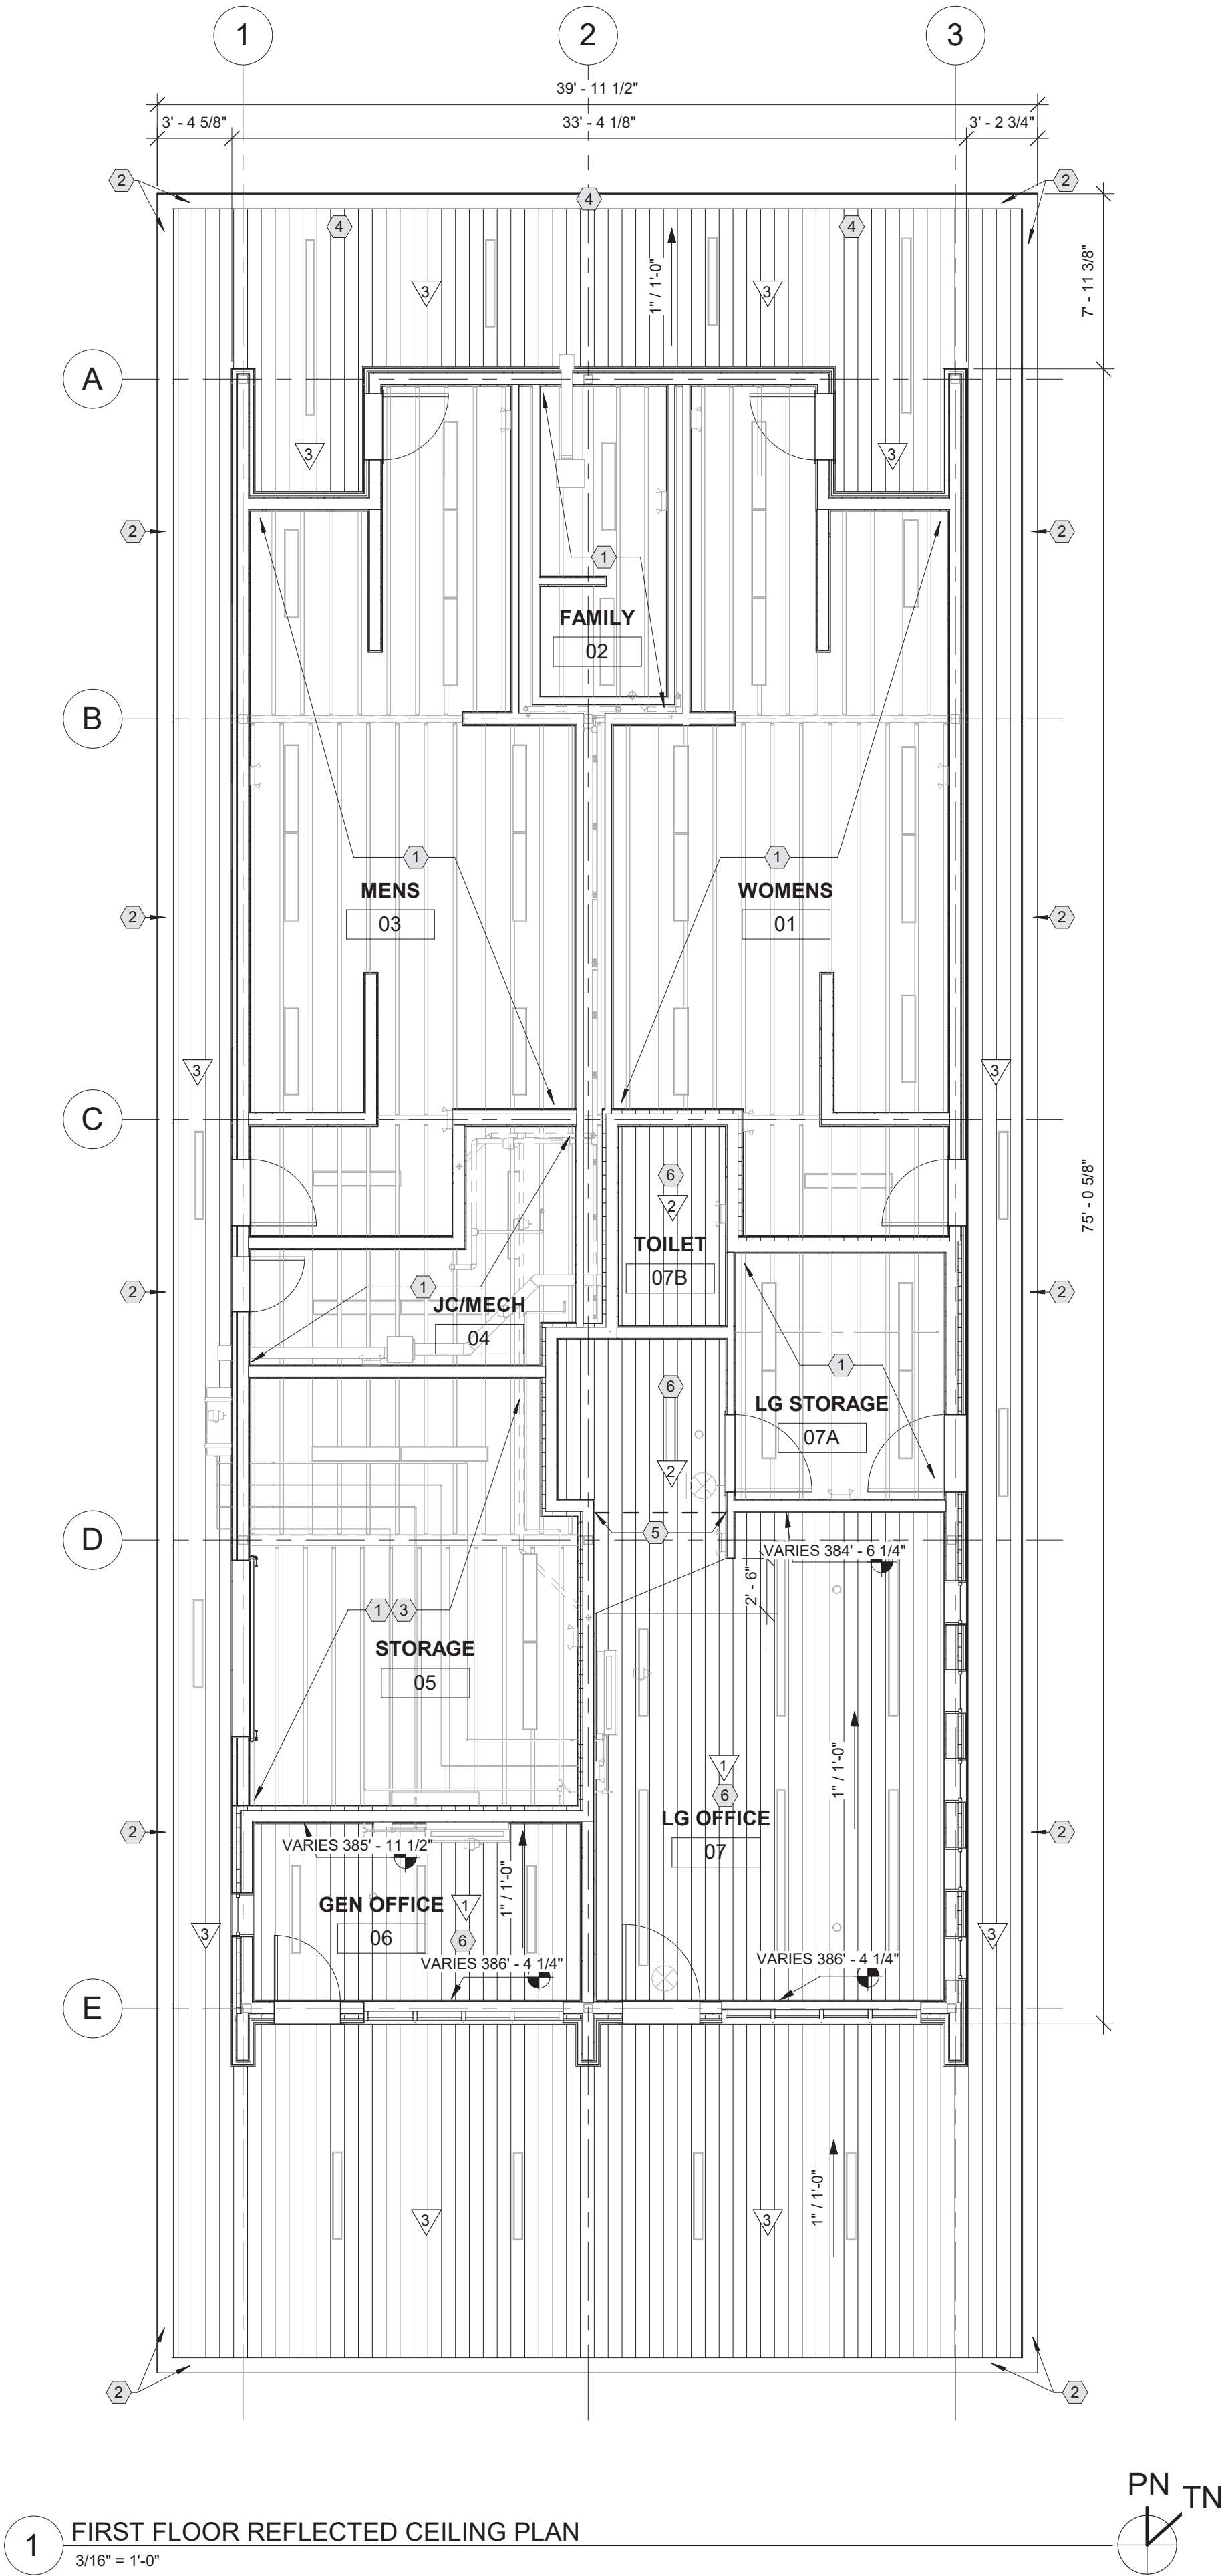 1 2 3
39' - 11 1/2"
3' - 4 5/8" 33' - 4 1/8" 3' - 2 3/4"
2 2
4
4 4
1" / 1'-0"
7' - 11 3/8"
3 3
A
3 3
2 2
1
FAMILY
02
B
1 1
MENS WOMENS
03 01
2 2
3 3
C
6
2
75' - 0 5/8"
TOILET
07B
2 1 2
JC/MECH
04
1
6
LG STORAGE
07A
2
5
D
VARIES 384' - 6 1/4"
2' - 6"
1 3
STORAGE
05
1" / 1'-0"
1
6
LG OFFICE
07
2 2
VARIES 385' - 11 1/2"
1" / 1'-0"
GEN OFFICE
06
1
6
3 3
VARIES 386' - 4 1/4" VARIES 386' - 4 1/4"
E
1" / 1'-0"
3 3
2 2
PN TN
1 FIRST FLOOR REFLECTED CEILING PLAN
3/16" = 1'-0"